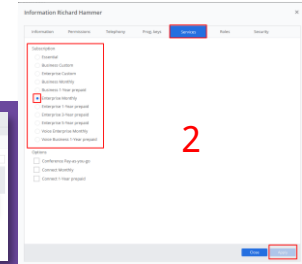 Information Richard Hammer ×
Information Permissions Telephony Prog. keys Services Roles Security
Subscription
Essential
Business Custom
Enterprise Custom
Business Monthly
Business 1-Year prepaid
Enterprise Monthly
Enterprise 1-Year prepaid
Enterprise 3-Year prepaid
Enterprise 5-Year prepaid
Voice Enterprise Monthly
Voice Business 1-Year prepaid
Options
Conference Pay-as-you-go
Connect Monthly
Connect 1-Year prepaid
2
Close Apply